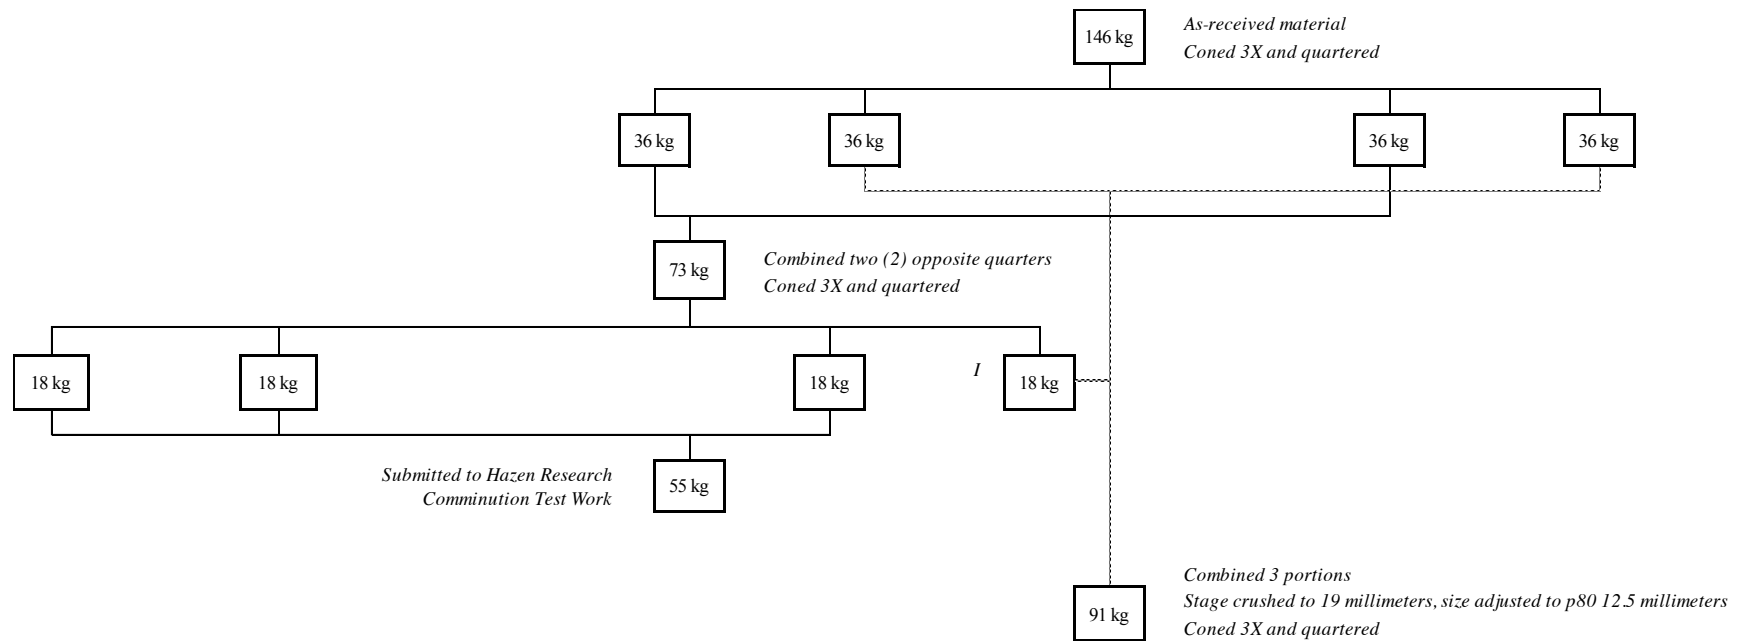 146 kg
As-received material
Coned 3X and quartered
36 kg
36 kg
36 kg
36 kg
73 kg
Combined two (2) opposite quarters
Coned 3X and quartered
18 kg
18 kg
18 kg
I
18 kg
Submitted to Hazen Research
Comminution Test Work
55 kg
91 kg
Combined 3 portions
Stage crushed to 19 millimeters, size adjusted to p80 12.5 millimeters
Coned 3X and quartered